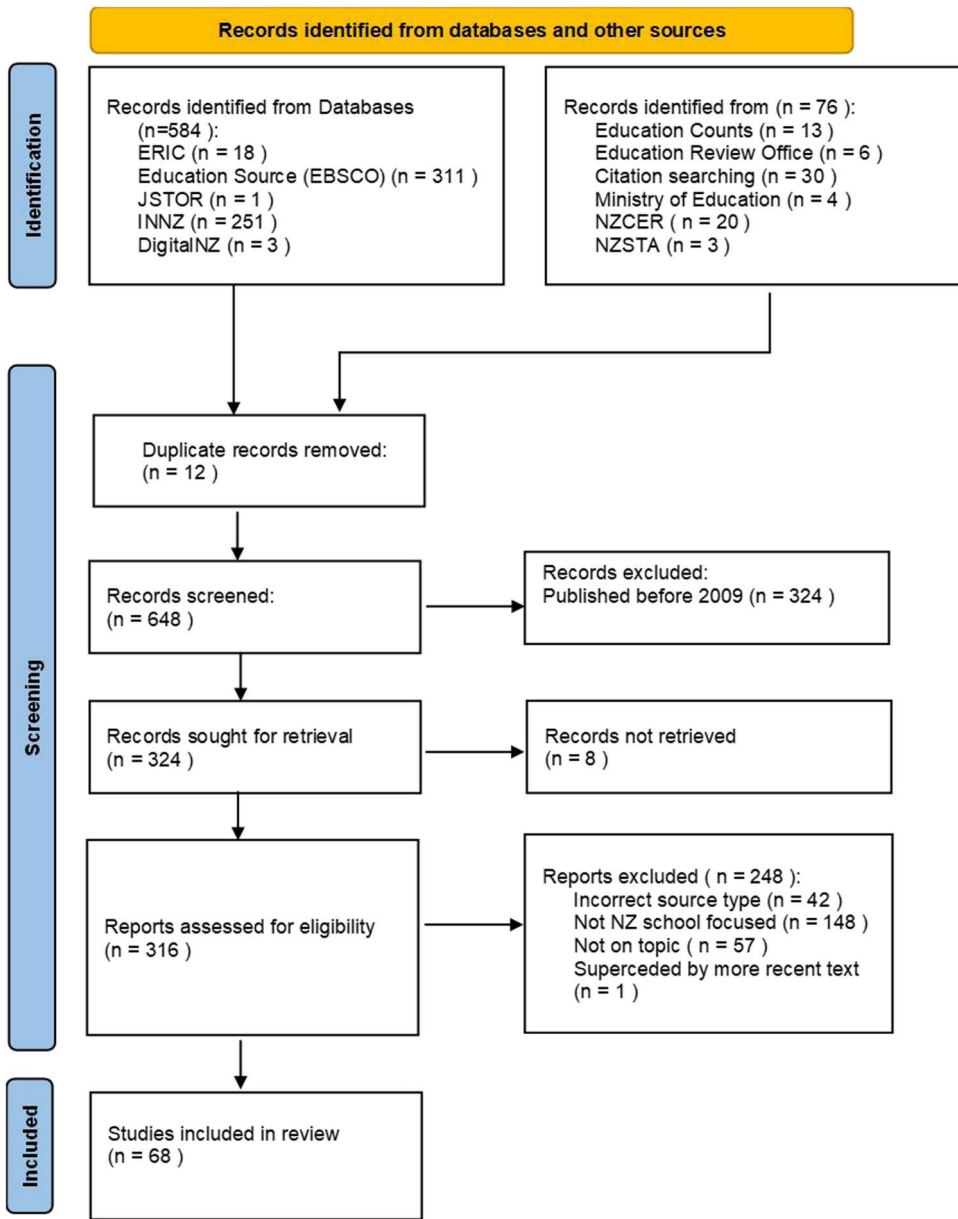 Records identified from databases and other sources
Identification
Records identified from Databases
(n=584 ):
ERIC (n = 18 )
Education Source (EBSCO) (n = 311)
JSTOR (n = 1 )
INNZ (n = 251)
DigitalNZ (n = 3 )
Records identified from (n = 76 ):
Education Counts (n = 13 )
Education Review Office (n = 6 )
Citation searching (n = 30 )
Ministry of Education (n = 4 )
NZCER ( n = 20 )
NZSTA (n = 3 )
Screening
Duplicate records removed:
(n = 12 )
Records screened:
(n = 648 )
Records excluded:
Published before 2009 (n = 324 )
Records sought for retrieval
(n = 324 )
Records not retrieved
(n = 8 )
Reports assessed for eligibility
(n = 316 )
Reports excluded ( n = 248 ):
Incorrect source type (n = 42 )
Not NZ school focused (n = 148 )
Not on topic ( n = 57 )
Superceded by more recent text
(n = 1 )
Included
Studies included in review
(n = 68 )